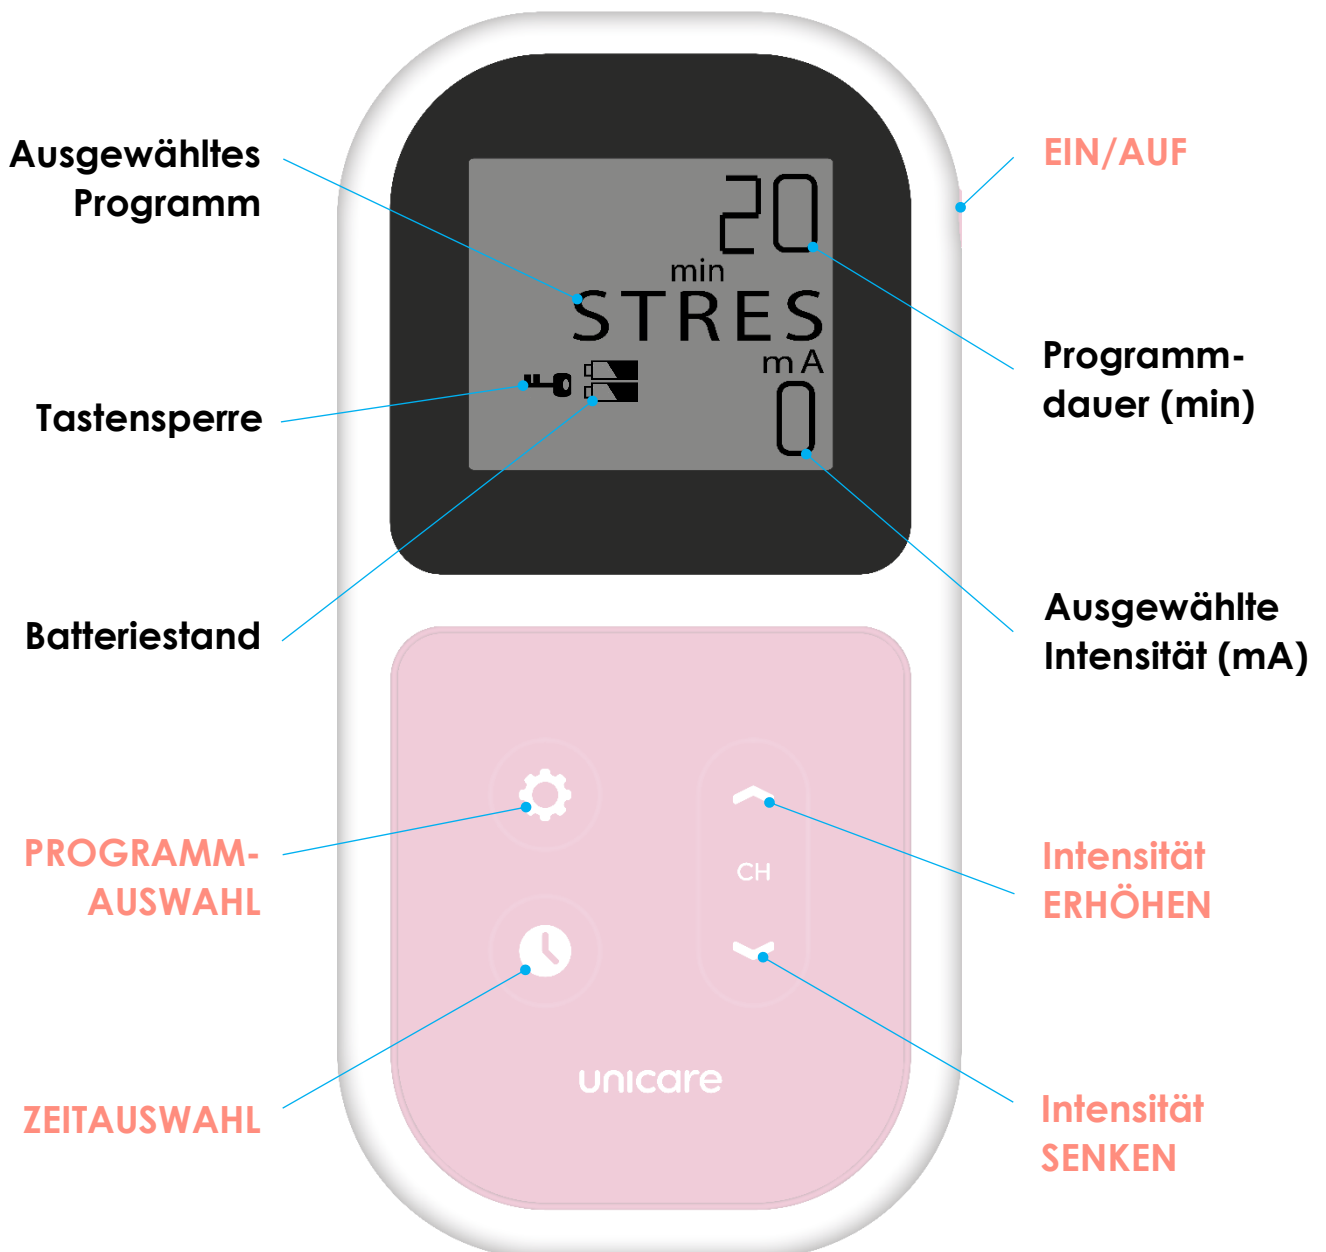 Ausgewähltes
Programm
Tastensperre
Batteriestand
PROGRAMM-
AUSWAHL
ZEITAUSWAHL
20
min
STRES
mA
0
CH
unicare
EIN/AUF
Programm-
dauer (min)
Ausgewählte
Intensität (mA)
Intensität
ERHÖHEN
Intensität
SENKEN